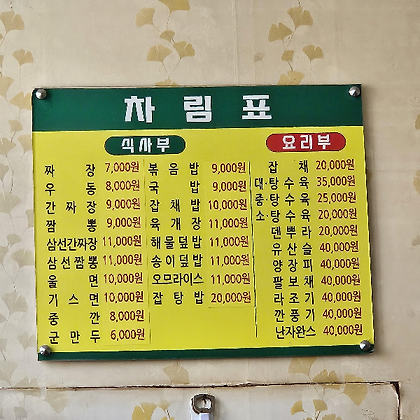 차림표
식사부
짜장 7,000원
우동 8,000원
간짜장 9,000원
짬뽕 9,000원
삼선간짜장 11,000원
삼선짬뽕 11,000원
울면 10,000원
기스면 10,000원
중깐 8,000원
군만두 6,000원
볶음밥 9,000원
국밥 9,000원
잡채밥 10,000원
육개장 11,000원
해물덮밥 11,000원
송이덮밥 11,000원
오므라이스 11,000원
잡탕밥 20,000원
요리부
잡채 20,000원
대·탕수육 35,000원
중·탕수육 25,000원
소·탕수육 20,000원
덴뿌라 20,000원
유산슬 40,000원
양장피 40,000원
팔보채 40,000원
라조기 40,000원
깐풍기 40,000원
난자완스 40,000원